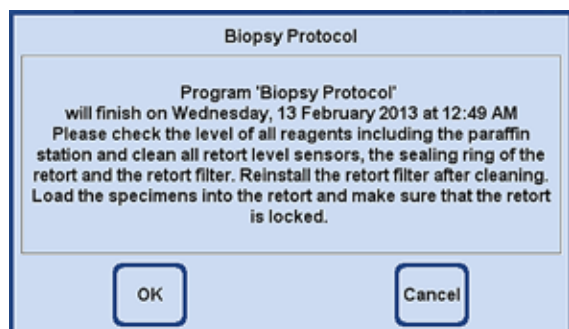 Biopsy Protocol
Program 'Biopsy Protocol'
will finish on Wednesday, 13 February 2013 at 12:49 AM
Please check the level of all reagents including the paraffin
station and clean all retort level sensors, the sealing ring of the
retort and the retort filter. Reinstall the retort filter after cleaning.
Load the specimens into the retort and make sure that the retort
is locked.
OK
Cancel